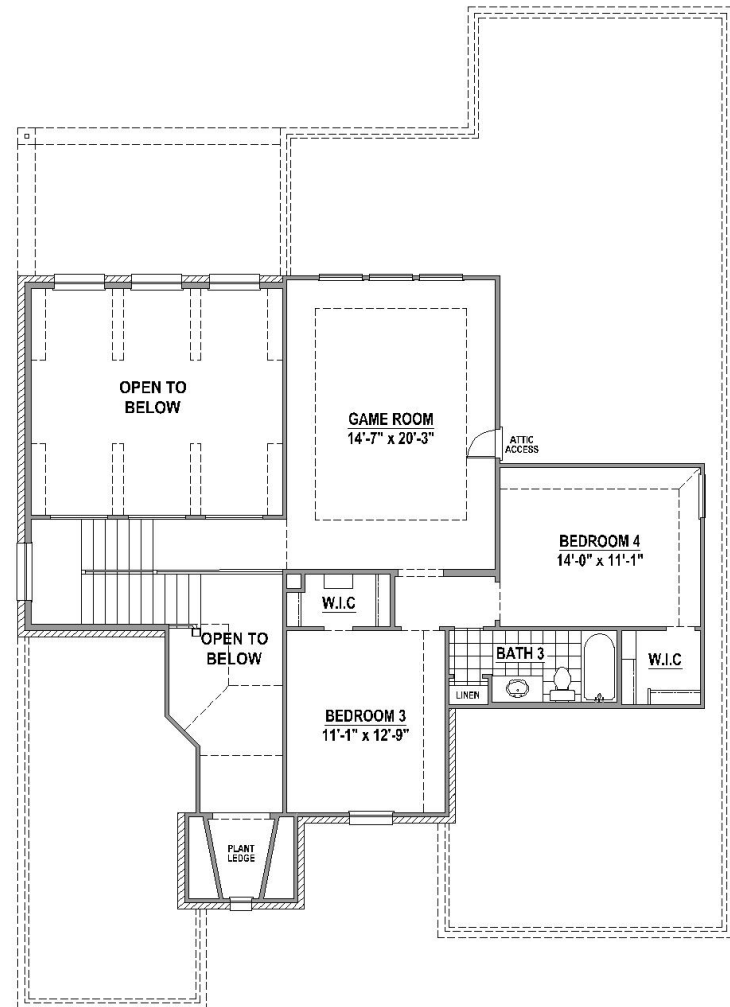 OPEN TO
BELOW
GAME ROOM
14'-7" x 20'-3"
ATTIC
ACCESS
BEDROOM 4
14'-0" x 11'-1"
W.I.C
OPEN TO
BELOW
BATH 3
W.I.C
LINEN
BEDROOM 3
11'-1" x 12'-9"
PLANT
LEDGE